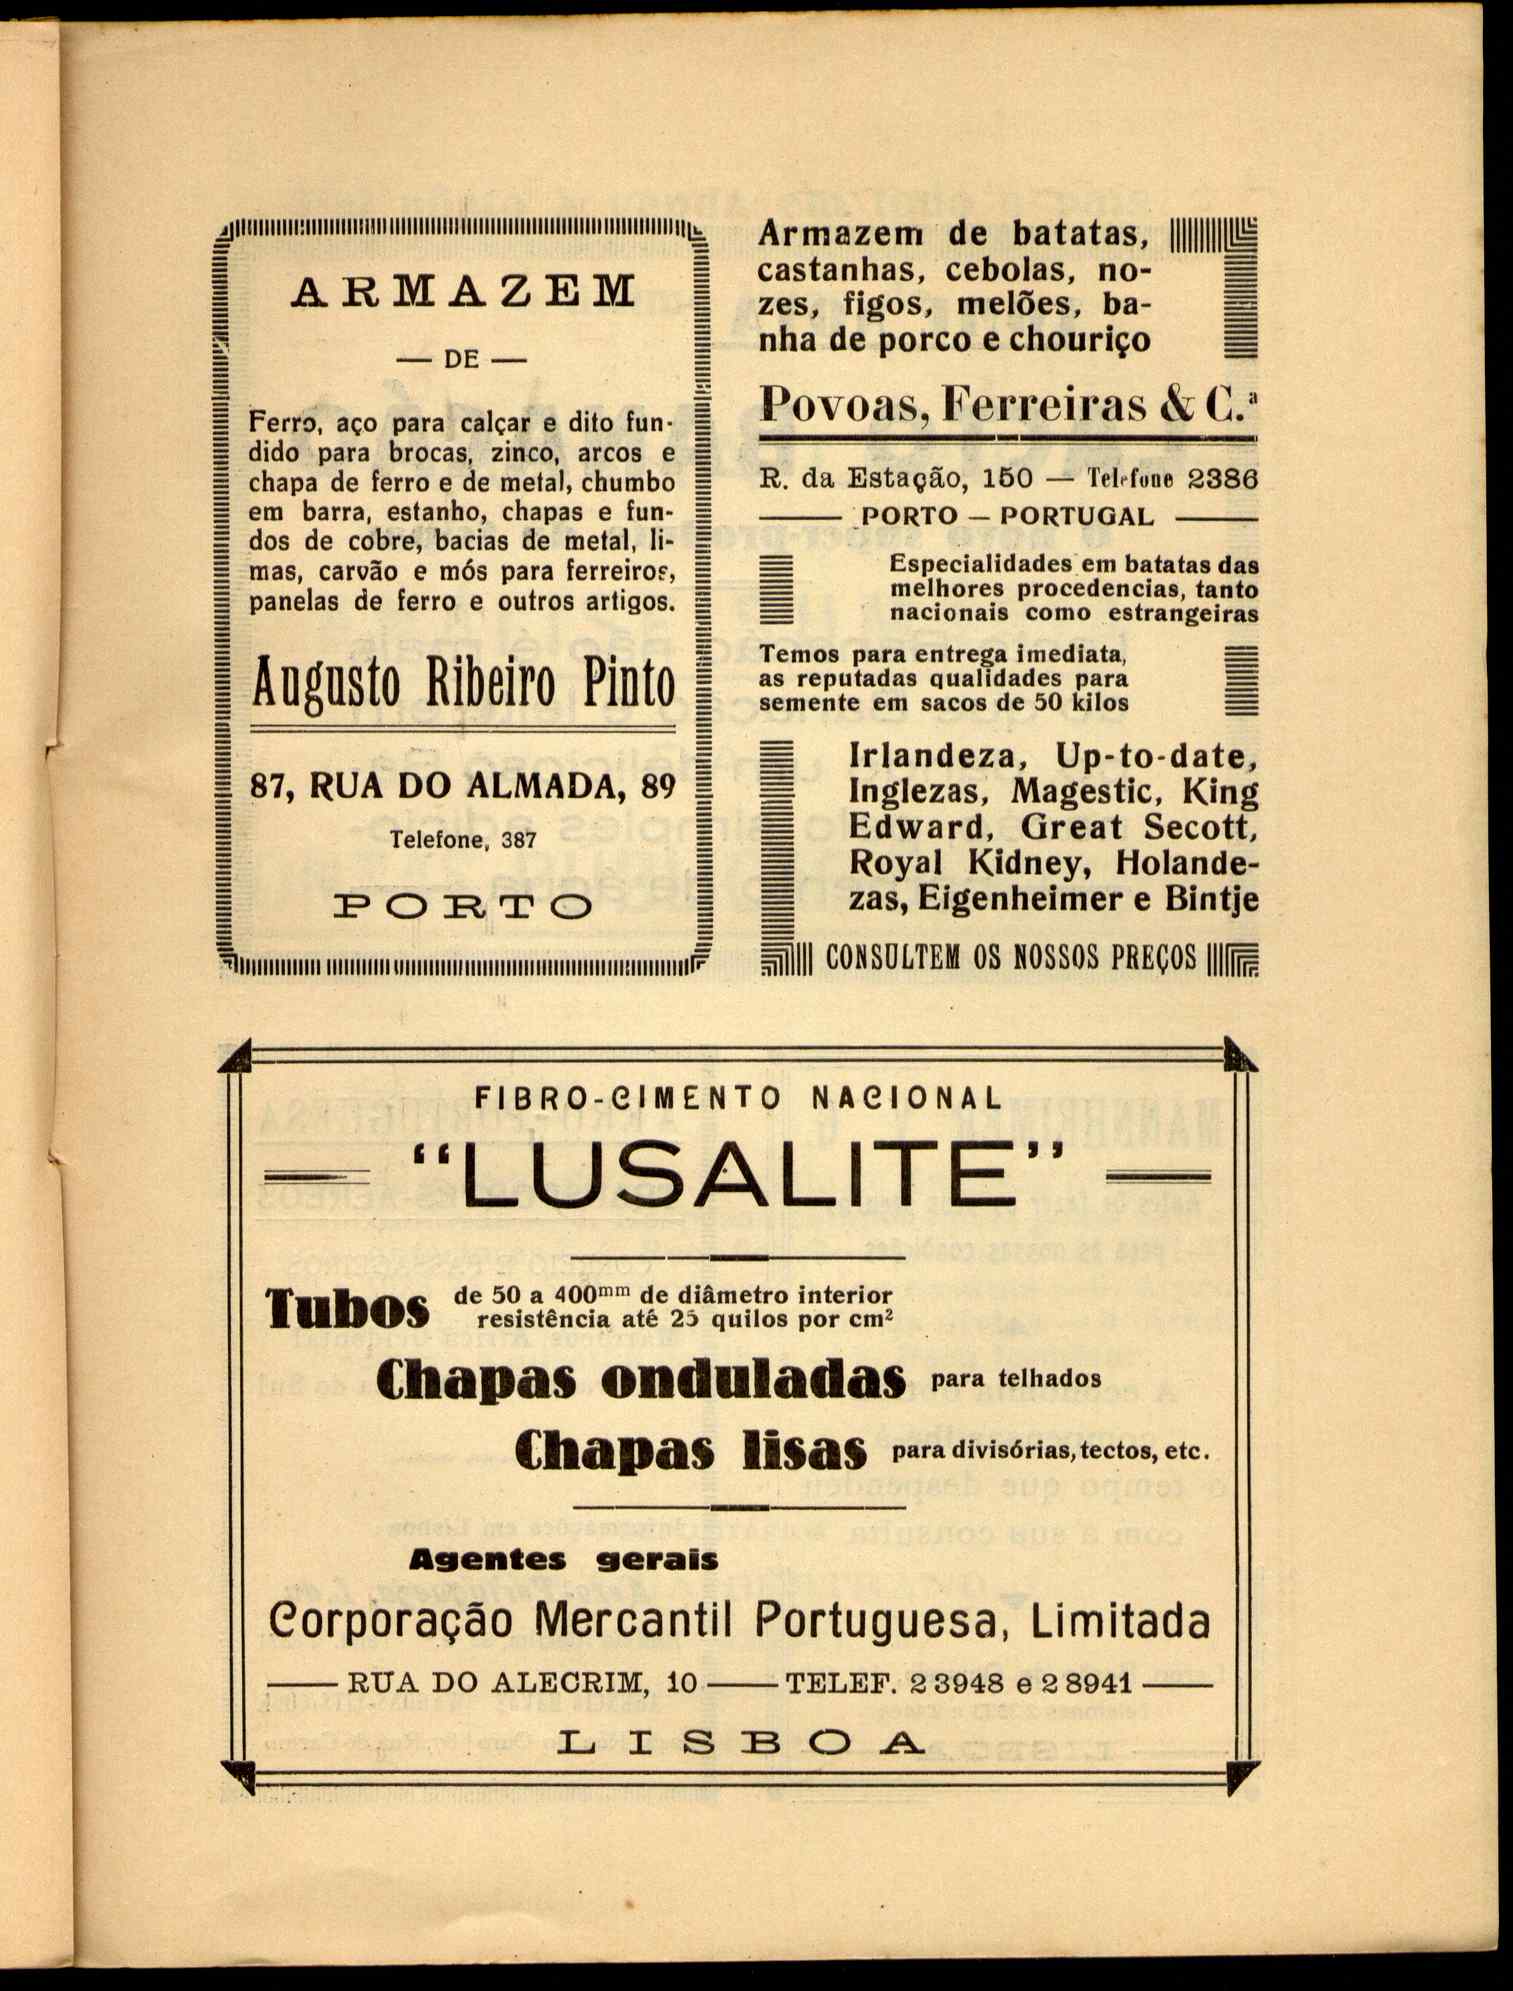 ARMAZEM
— DE —
Ferro, aço para calçar e dito fun-
dido para brocas, zinco, arcos e
chapa de ferro e de metal, chumbo
em barra, estanho, chapas e fun-
dos de cobre, bacias de metal, li-
mas, carvão e mós para ferreiros,
panelas de ferro e outros artigos.
Augusto Ribeiro Pinto
87, RUA DO ALMADA, 89
Telefone, 387
PORTO
Armazem de batatas,
castanhas, cebolas, no-
zes, figos, melões, ba-
nha de porco e chouriço
Povoas, Ferreiras & C.ª
R. da Estação, 150 — Telefone 2386
PORTO — PORTUGAL
Especialidades em batatas das
melhores procedencias, tanto
nacionais como estrangeiras
Temos para entrega imediata,
as reputadas qualidades para
semente em sacos de 50 kilos
Irlandeza, Up-to-date,
Inglezas, Magestic, King
Edward, Great Secott,
Royal Kidney, Holande-
zas, Eigenheimer e Bintje
CONSULTEM OS NOSSOS PREÇOS
FIBRO-CIMENTO NACIONAL
“LUSALITE”
Tubos de 50 a 400mm de diâmetro interior
resistência até 25 quilos por cm²
Chapas onduladas para telhados
Chapas lisas para divisórias, tectos, etc.
Agentes gerais
Corporação Mercantil Portuguesa, Limitada
RUA DO ALECRIM, 10 — TELEF. 2 3948 e 2 8941
LISBOA